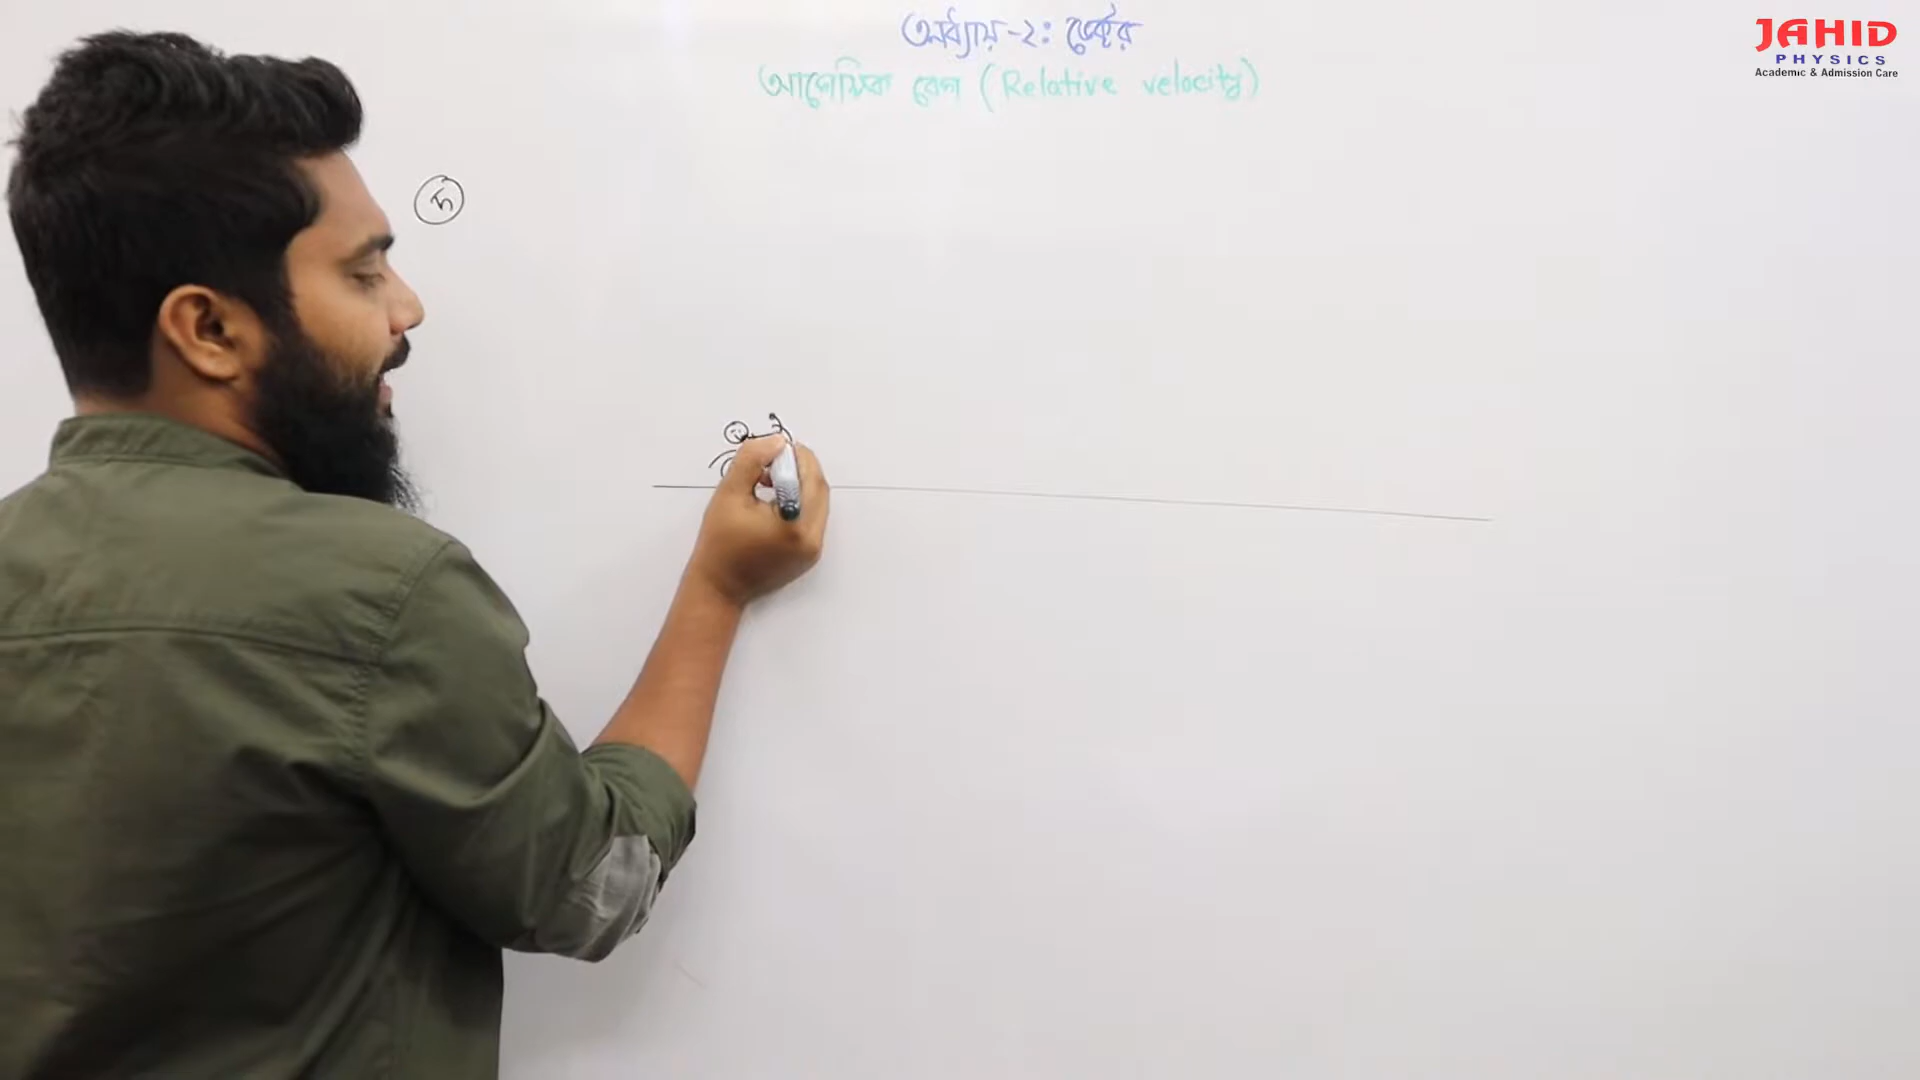 অধ্যায় -২: ভেক্টর
আপেক্ষিক বেগ (Relative velocity)
JAHID
PHYSICS
Academic & Admission Care